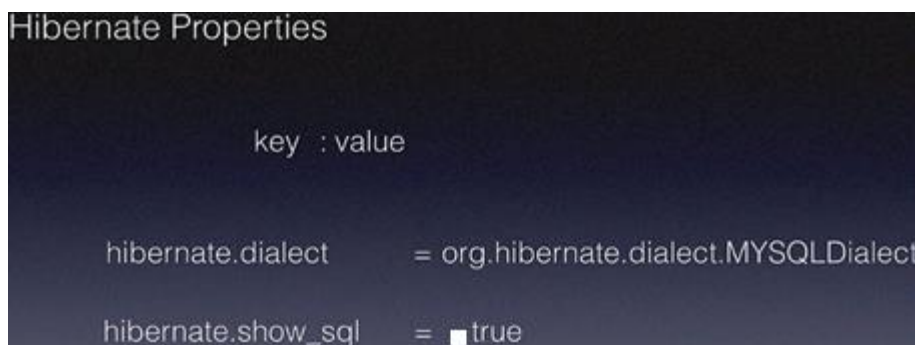 Hibernate Properties
key : value
hibernate.dialect = org.hibernate.dialect.MYSQLDialect
hibernate.show_sql = true